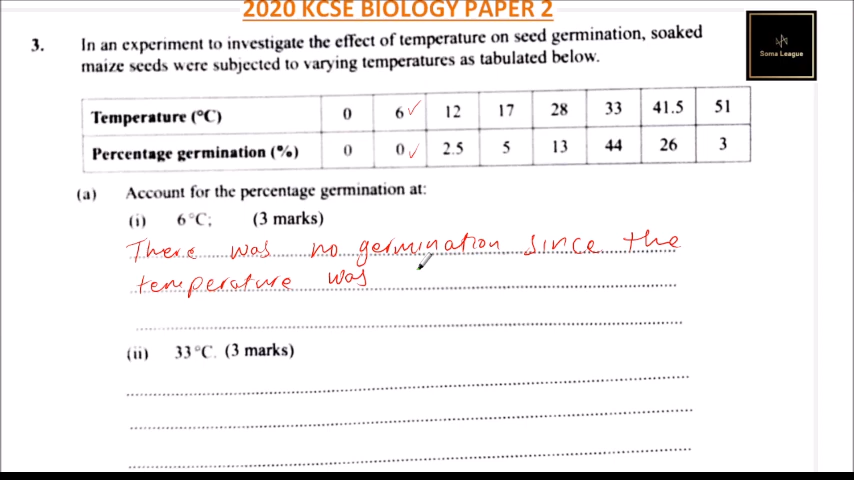 2020 KCSE BIOLOGY PAPER 2
3. In an experiment to investigate the effect of temperature on seed germination, soaked
maize seeds were subjected to varying temperatures as tabulated below.
Soma League
Temperature (°C) 0 6 ✓ 12 17 28 33 41.5 51
Percentage germination (%) 0 0 ✓ 2.5 5 13 44 26 3
(a) Account for the percentage germination at:
(i) 6°C; (3 marks)
There was no germination since the
temperature was
(ii) 33°C. (3 marks)